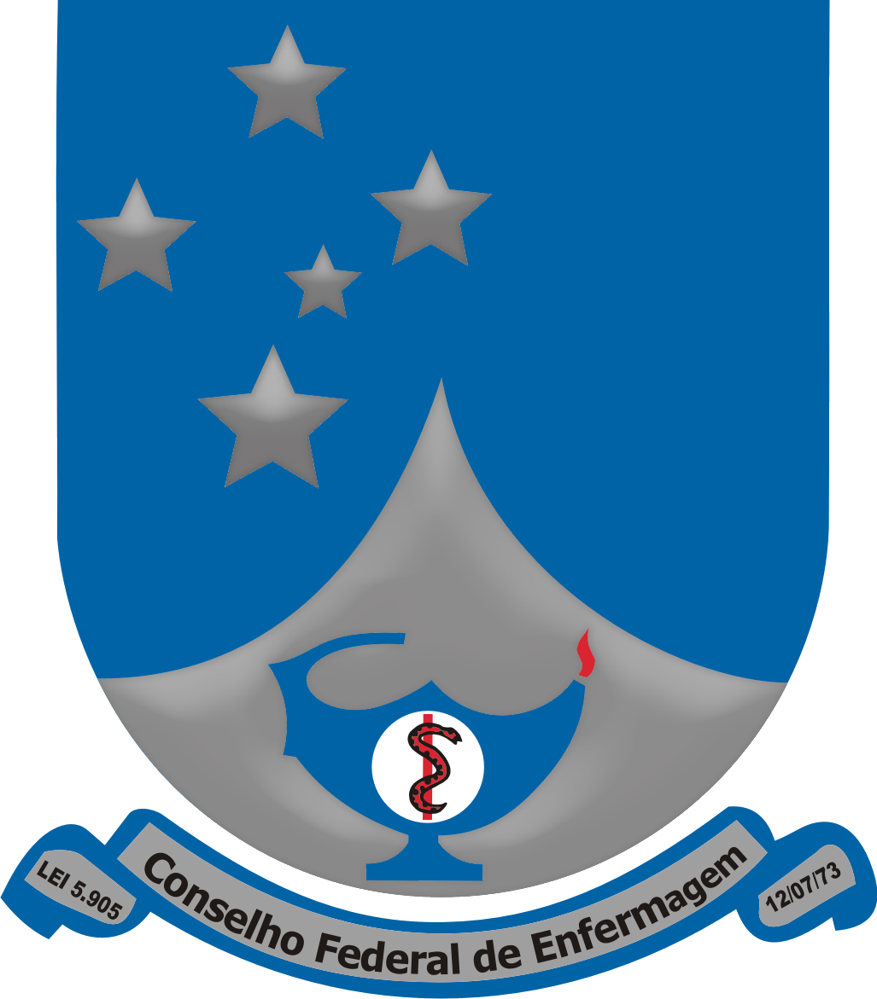 LEI 5.905
Conselho Federal de Enfermagem
12/07/73